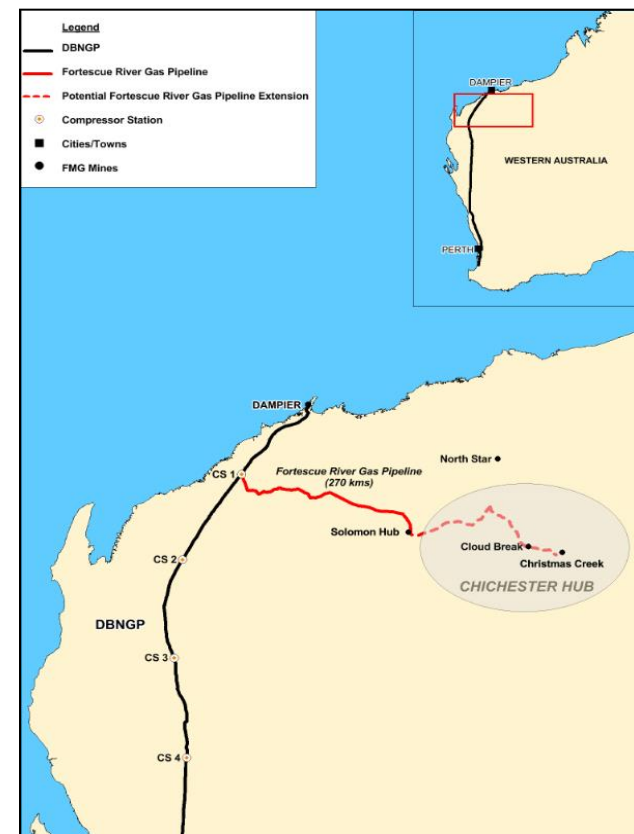 Legend
DBNGP
Fortescue River Gas Pipeline
Potential Fortescue River Gas Pipeline Extension
Compressor Station
Cities/Towns
FMG Mines
DAMPIER
WESTERN AUSTRALIA
PERTH
DAMPIER
North Star
CS 1
Fortescue River Gas Pipeline
(270 kms)
Solomon Hub
Cloud Break
Christmas Creek
CHICHESTER HUB
CS 2
DBNGP
CS 3
CS 4